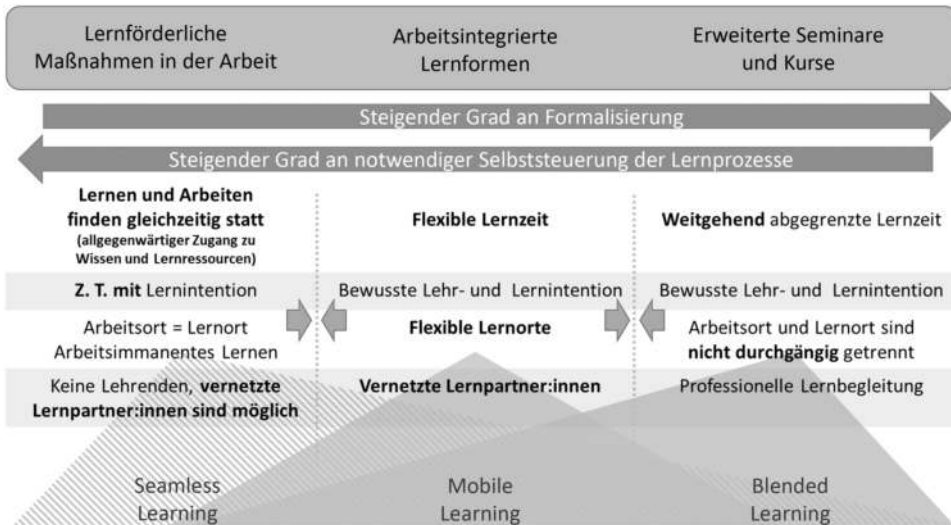 Lernförderliche
Maßnahmen in der Arbeit
Arbeitsintegrierte
Lernformen
Erweiterte Seminare
und Kurse
Steigender Grad an Formalisierung
Steigender Grad an notwendiger Selbststeuerung der Lernprozesse
Lernen und Arbeiten
finden gleichzeitig statt
(allgegenwärtiger Zugang zu
Wissen und Lernressourcen)
Flexible Lernzeit
Weitgehend abgegrenzte Lernzeit
Z. T. mit Lernintention
Bewusste Lehr- und Lernintention
Bewusste Lehr- und Lernintention
Arbeitsort = Lernort
Arbeitsimmanentes Lernen
Flexible Lernorte
Arbeitsort und Lernort sind
nicht durchgängig getrennt
Keine Lehrenden, vernetzte
Lernpartner:innen sind möglich
Vernetzte Lernpartner:innen
Professionelle Lernbegleitung
Seamless
Learning
Mobile
Learning
Blended
Learning